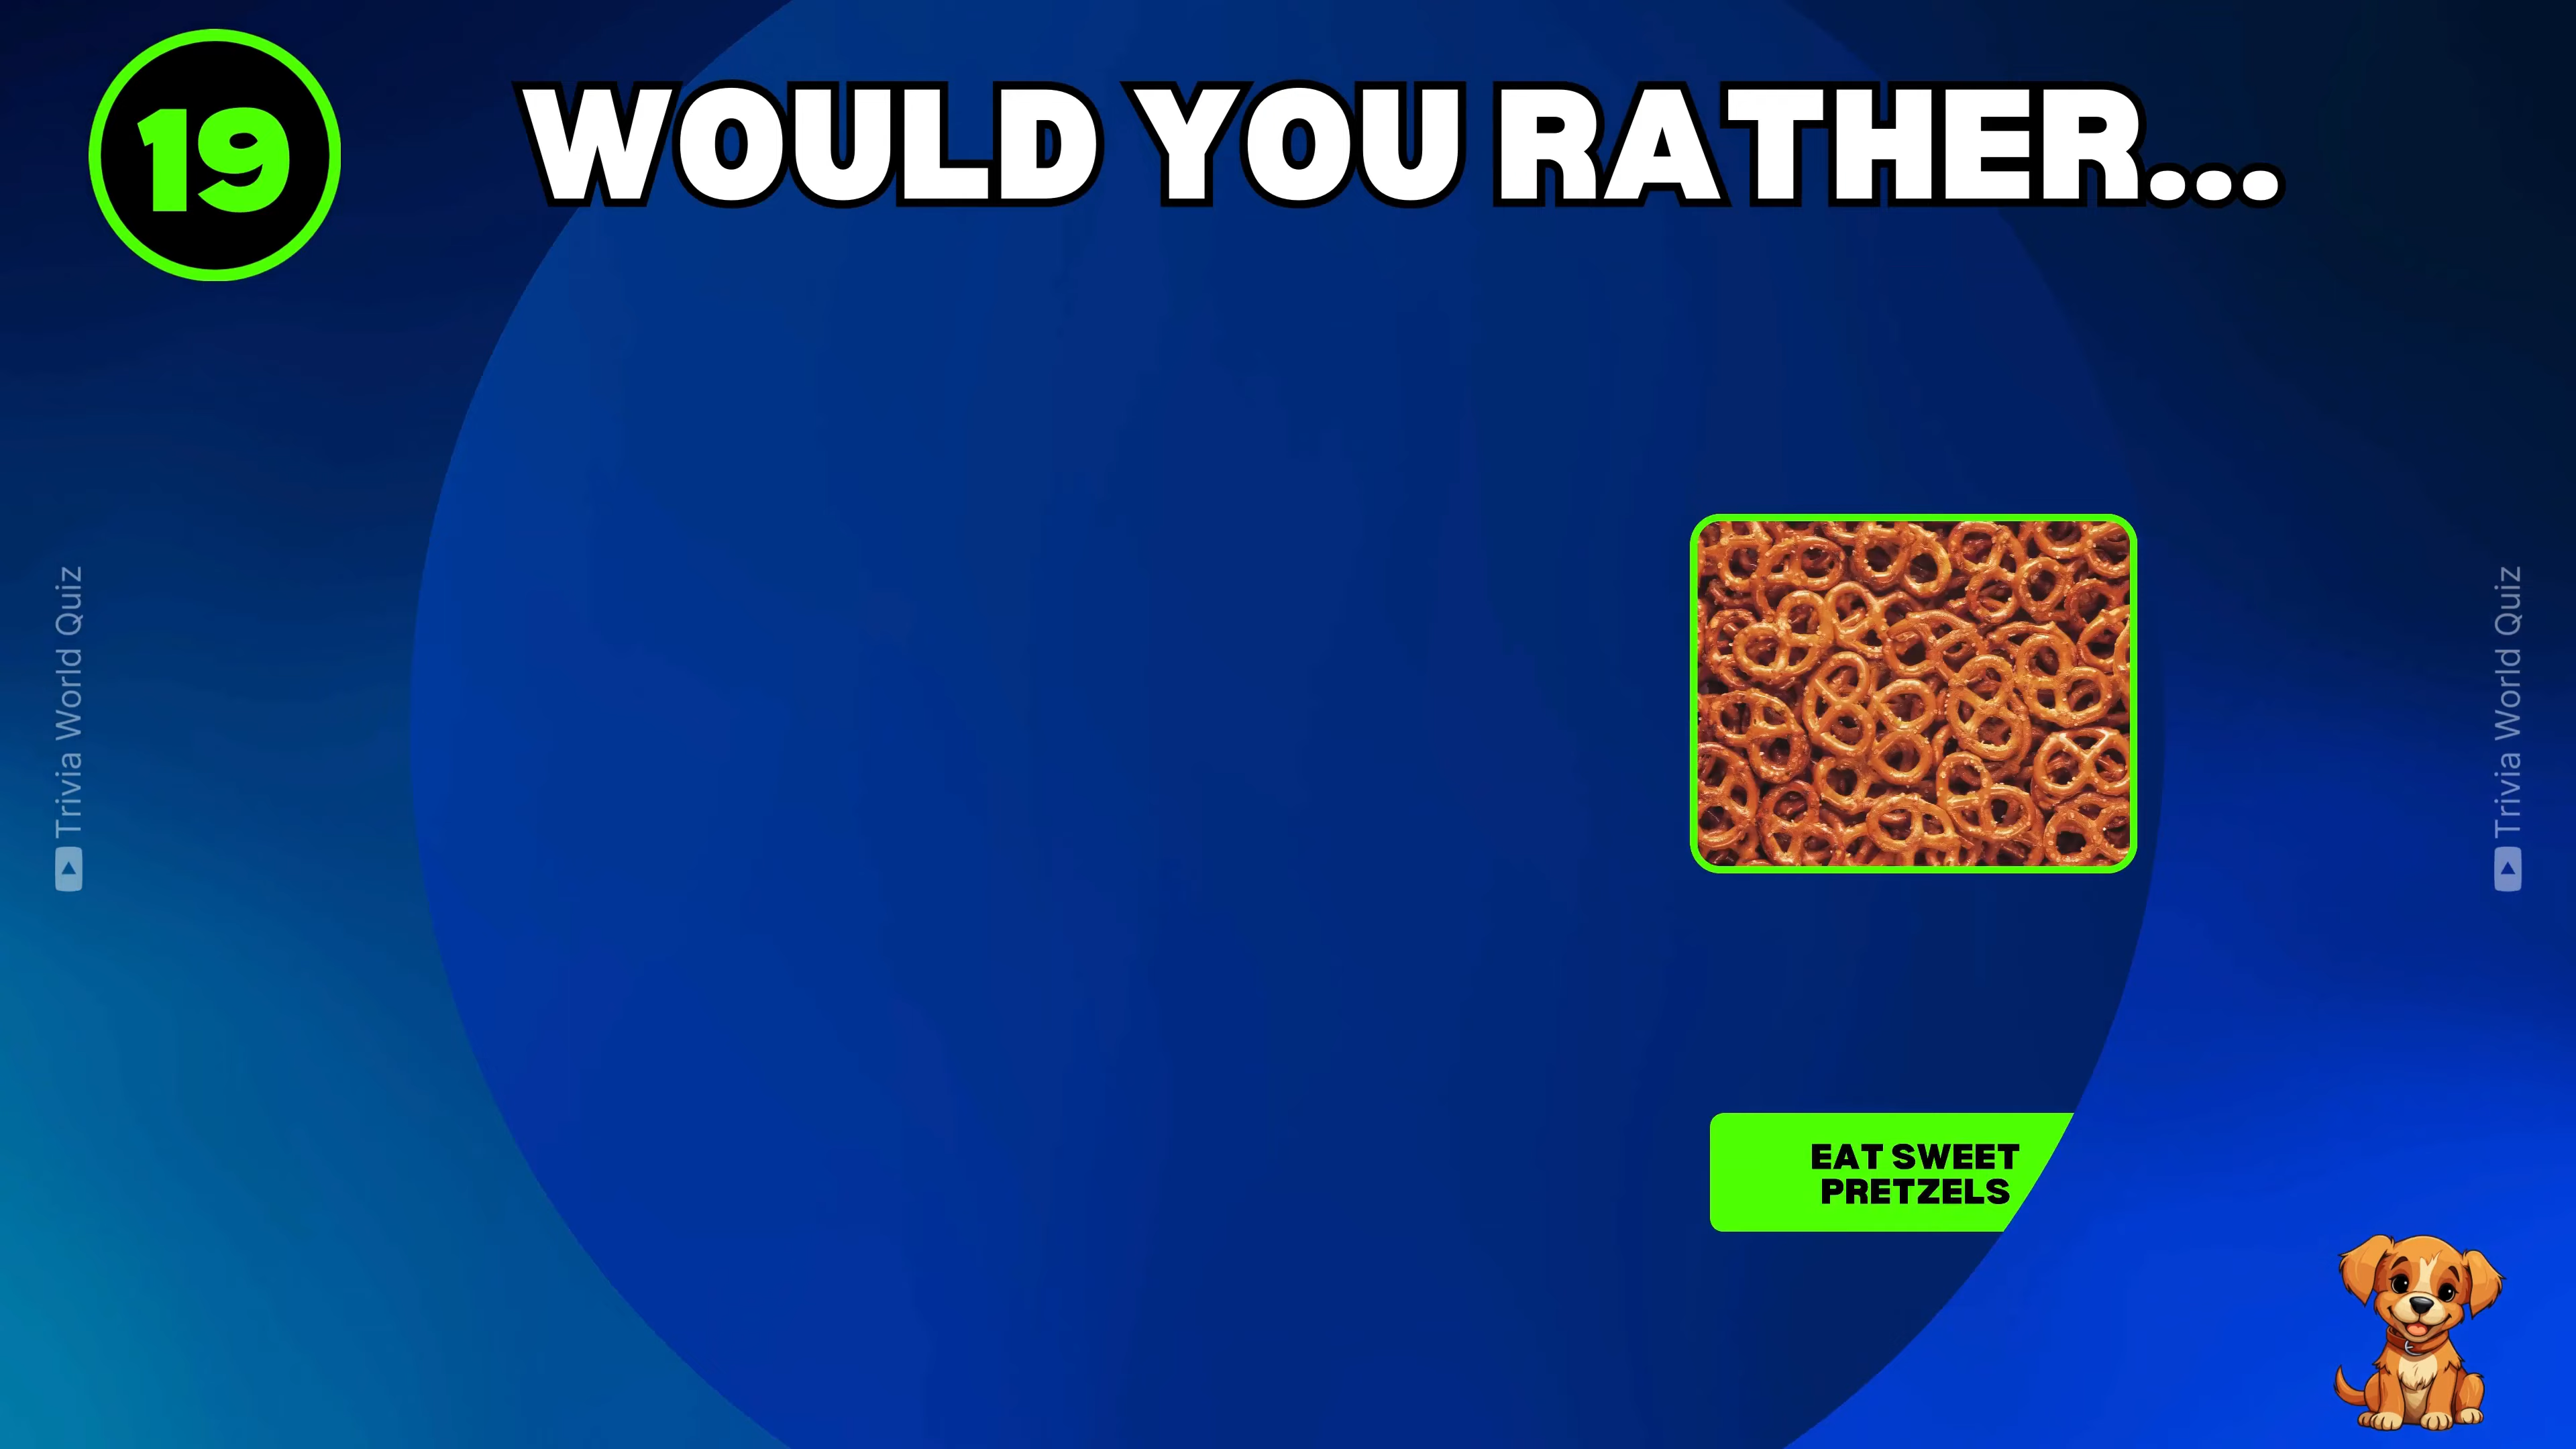 19
WOULD YOU RATHER...
Trivia World Quiz
Trivia World Quiz
EAT SWEET
PRETZELS